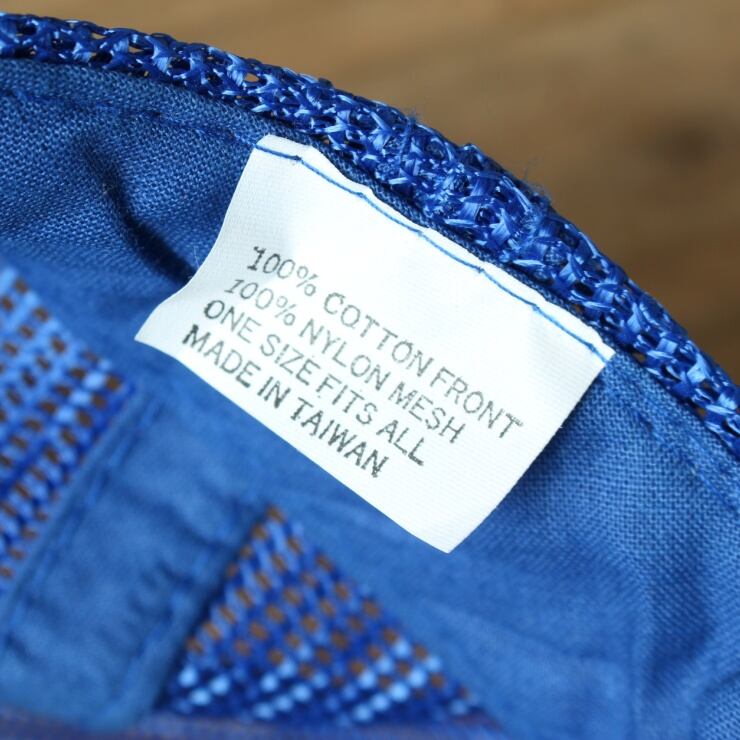 100% COTTON FRONT
100% NYLON MESH
ONE SIZE FITS ALL
MADE IN TAIWAN